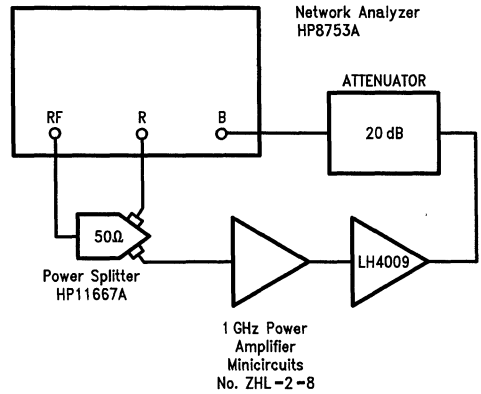 Network Analyzer
HP8753A
ATTENUATOR
RF
R
B
20 dB
50Ω
LH4009
Power Splitter
HP11667A
1 GHz Power
Amplifier
Minicircuits
No. ZHL-2-8